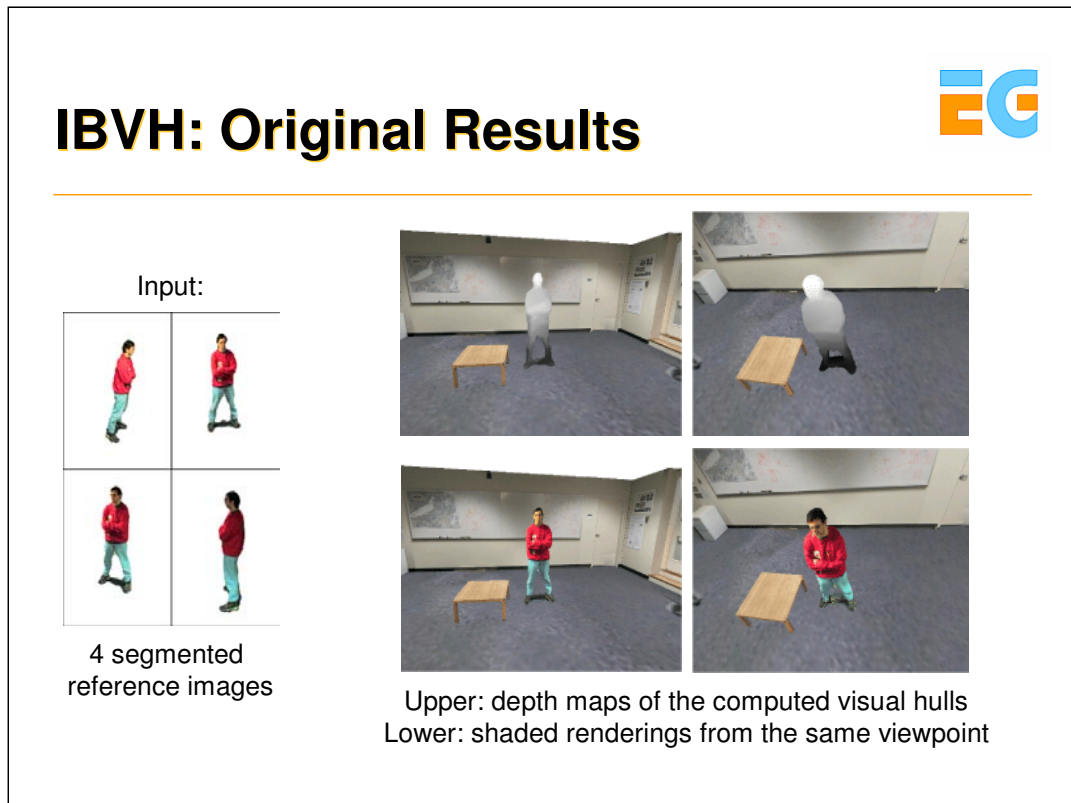 IBVH: Original Results
EG
Input:
4 segmented
reference images
Upper: depth maps of the computed visual hulls
Lower: shaded renderings from the same viewpoint